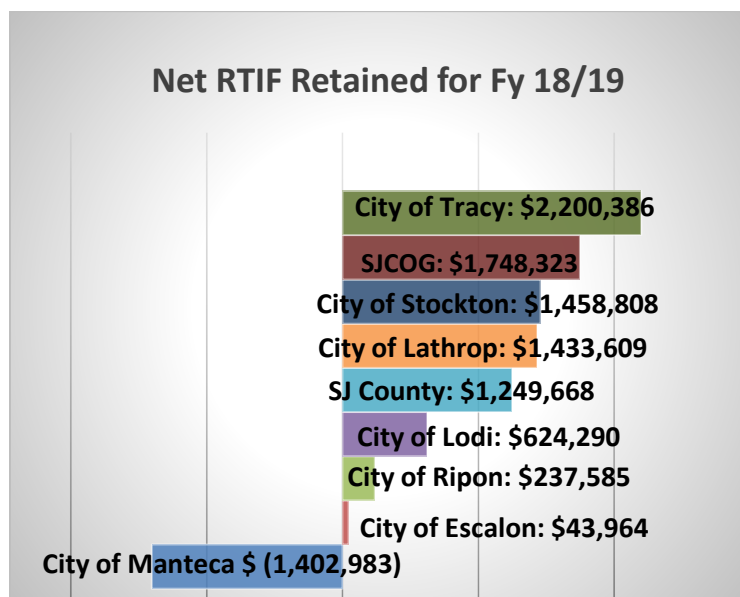 Net RTIF Retained for Fy 18/19
City of Tracy: $2,200,386
SJCOG: $1,748,323
City of Stockton: $1,458,808
City of Lathrop: $1,433,609
SJ County: $1,249,668
City of Lodi: $624,290
City of Ripon: $237,585
City of Escalon: $43,964
City of Manteca $ (1,402,983)